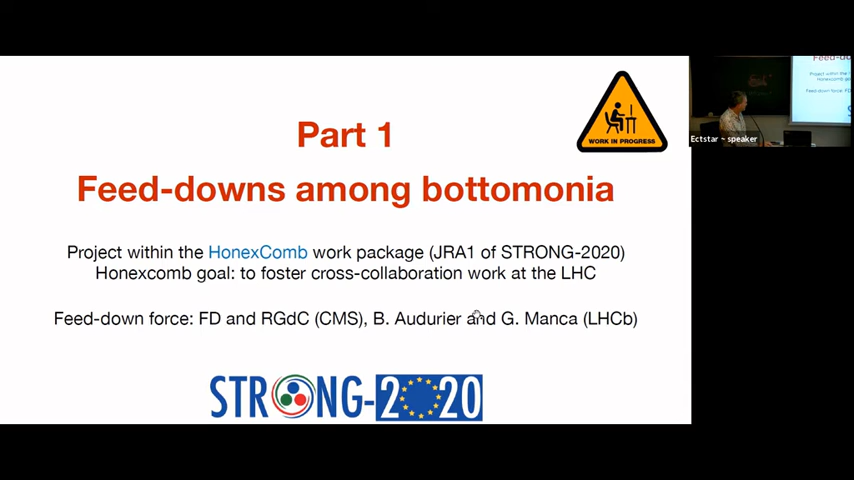 Part 1
WORK IN PROGRESS
Feed-downs among bottomonia
Project within the HonexComb work package (JRA1 of STRONG-2020)
Honexcomb goal: to foster cross-collaboration work at the LHC
Feed-down force: FD and RGdC (CMS), B. Audurier and G. Manca (LHCb)
STRONG-2020
Ectstar ~ speaker